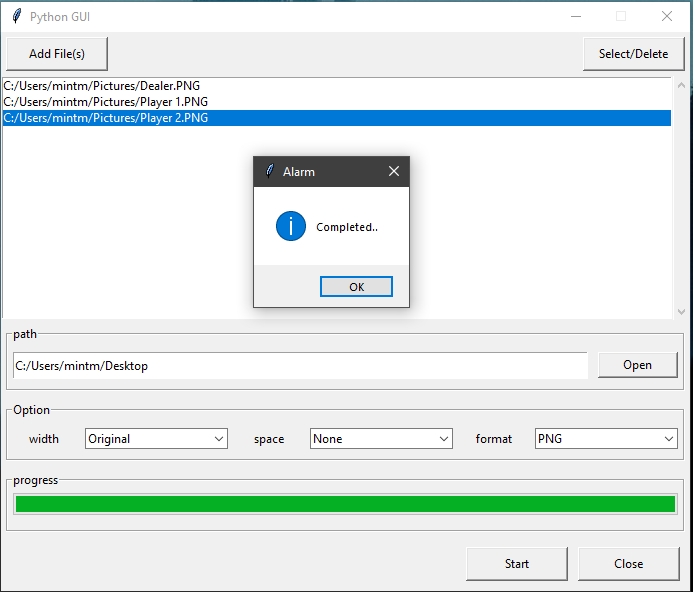 Python GUI
Add File(s)
Select/Delete
C:/Users/mintm/Pictures/Dealer.PNG
C:/Users/mintm/Pictures/Player 1.PNG
C:/Users/mintm/Pictures/Player 2.PNG
Alarm
Completed..
OK
path
C:/Users/mintm/Desktop
Open
Option
width Original space None format PNG
progress
Start
Close